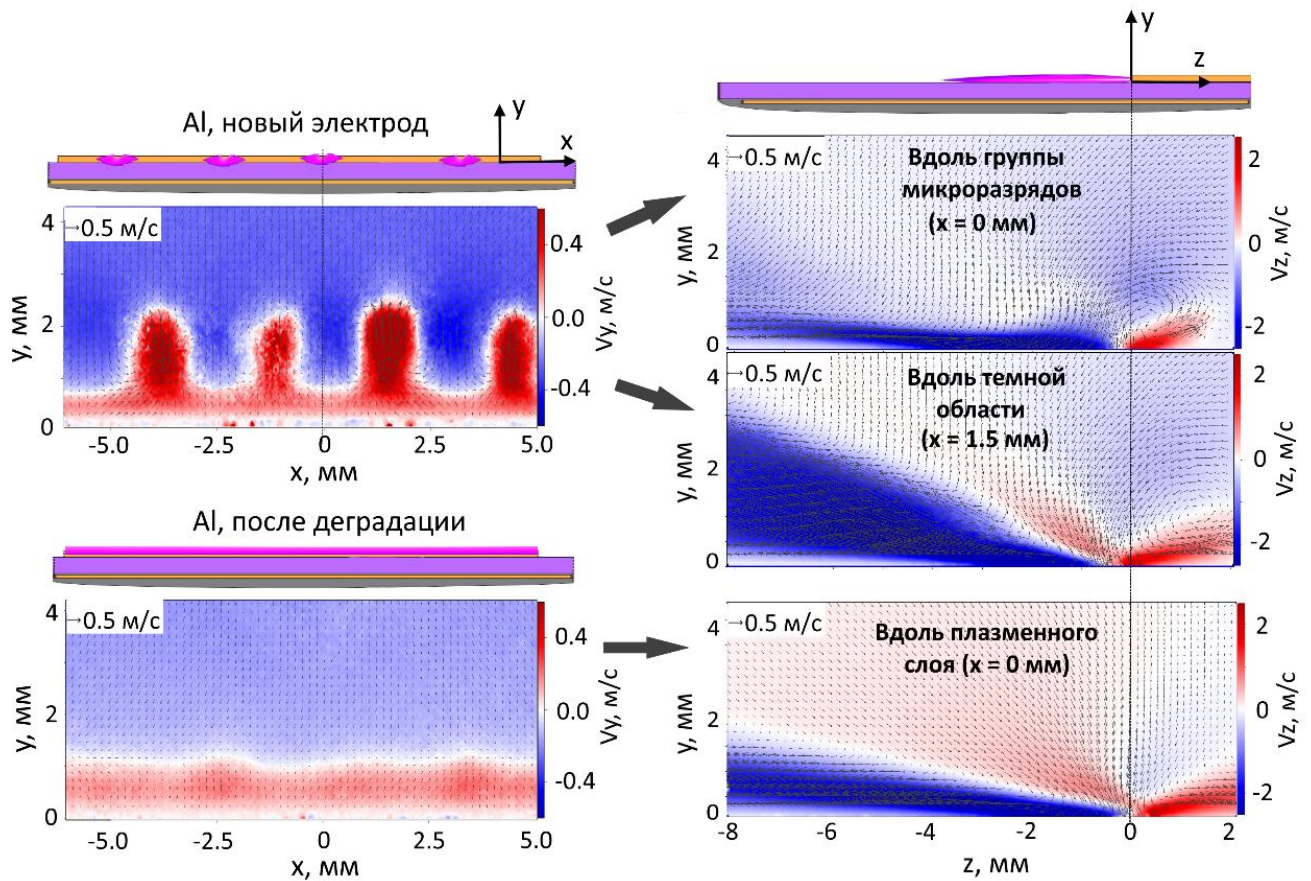 Al, новый электрод
y
x
→0.5 м/с
4
2
0
y, мм
-5.0
-2.5
0
2.5
5.0
x, мм
0.4
0.0
-0.4
Vy, м/с
Al, после деградации
→0.5 м/с
4
2
0
y, мм
-5.0
-2.5
0
2.5
5.0
x, мм
0.4
0.0
-0.4
Vy, м/с
y
z
→0.5 м/с
Вдоль группы
микроразрядов
(x = 0 мм)
4
2
0
y, мм
2
0
-2
Vz, м/с
→0.5 м/с
Вдоль темной
области
(x = 1.5 мм)
4
2
0
y, мм
2
0
-2
Vz, м/с
→0.5 м/с
Вдоль плазменного
слоя (x = 0 мм)
4
2
0
y, мм
2
0
-2
Vz, м/с
-8
-6
-4
-2
0
2
z, мм